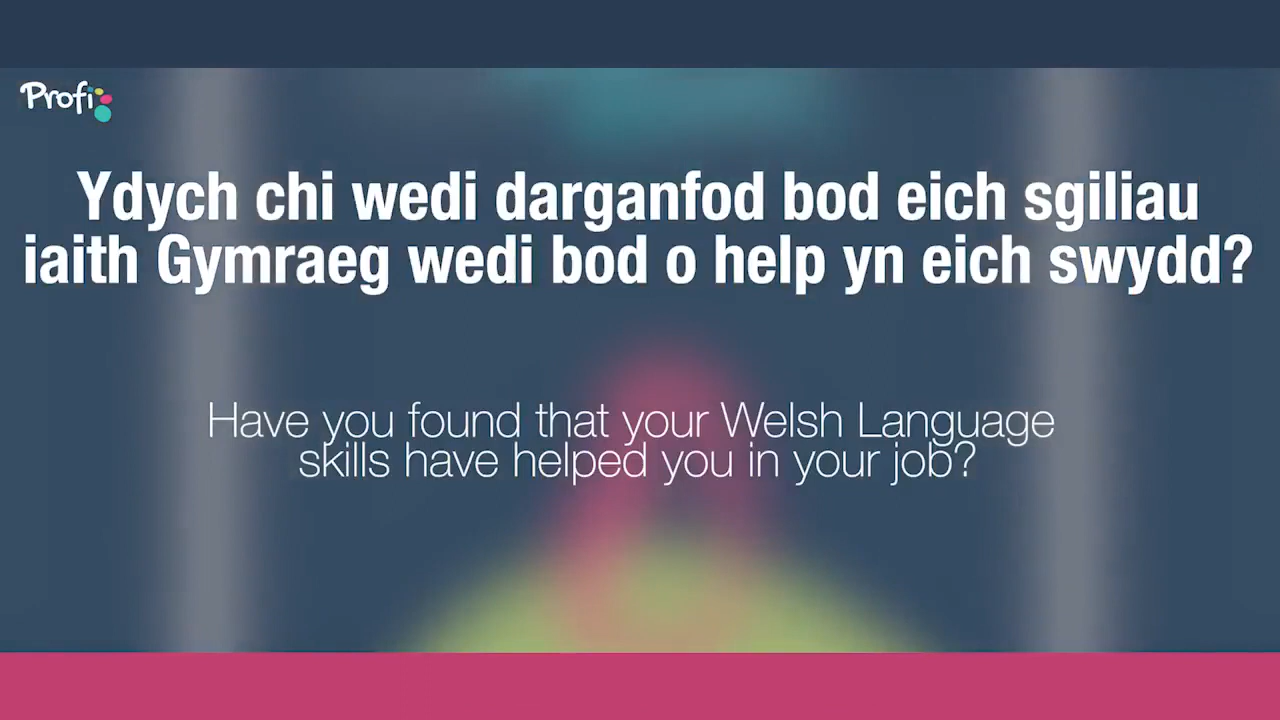 Profi
Ydych chi wedi darganfod bod eich sgiliau
iaith Gymraeg wedi bod o help yn eich swydd?
Have you found that your Welsh Language
skills have helped you in your job?